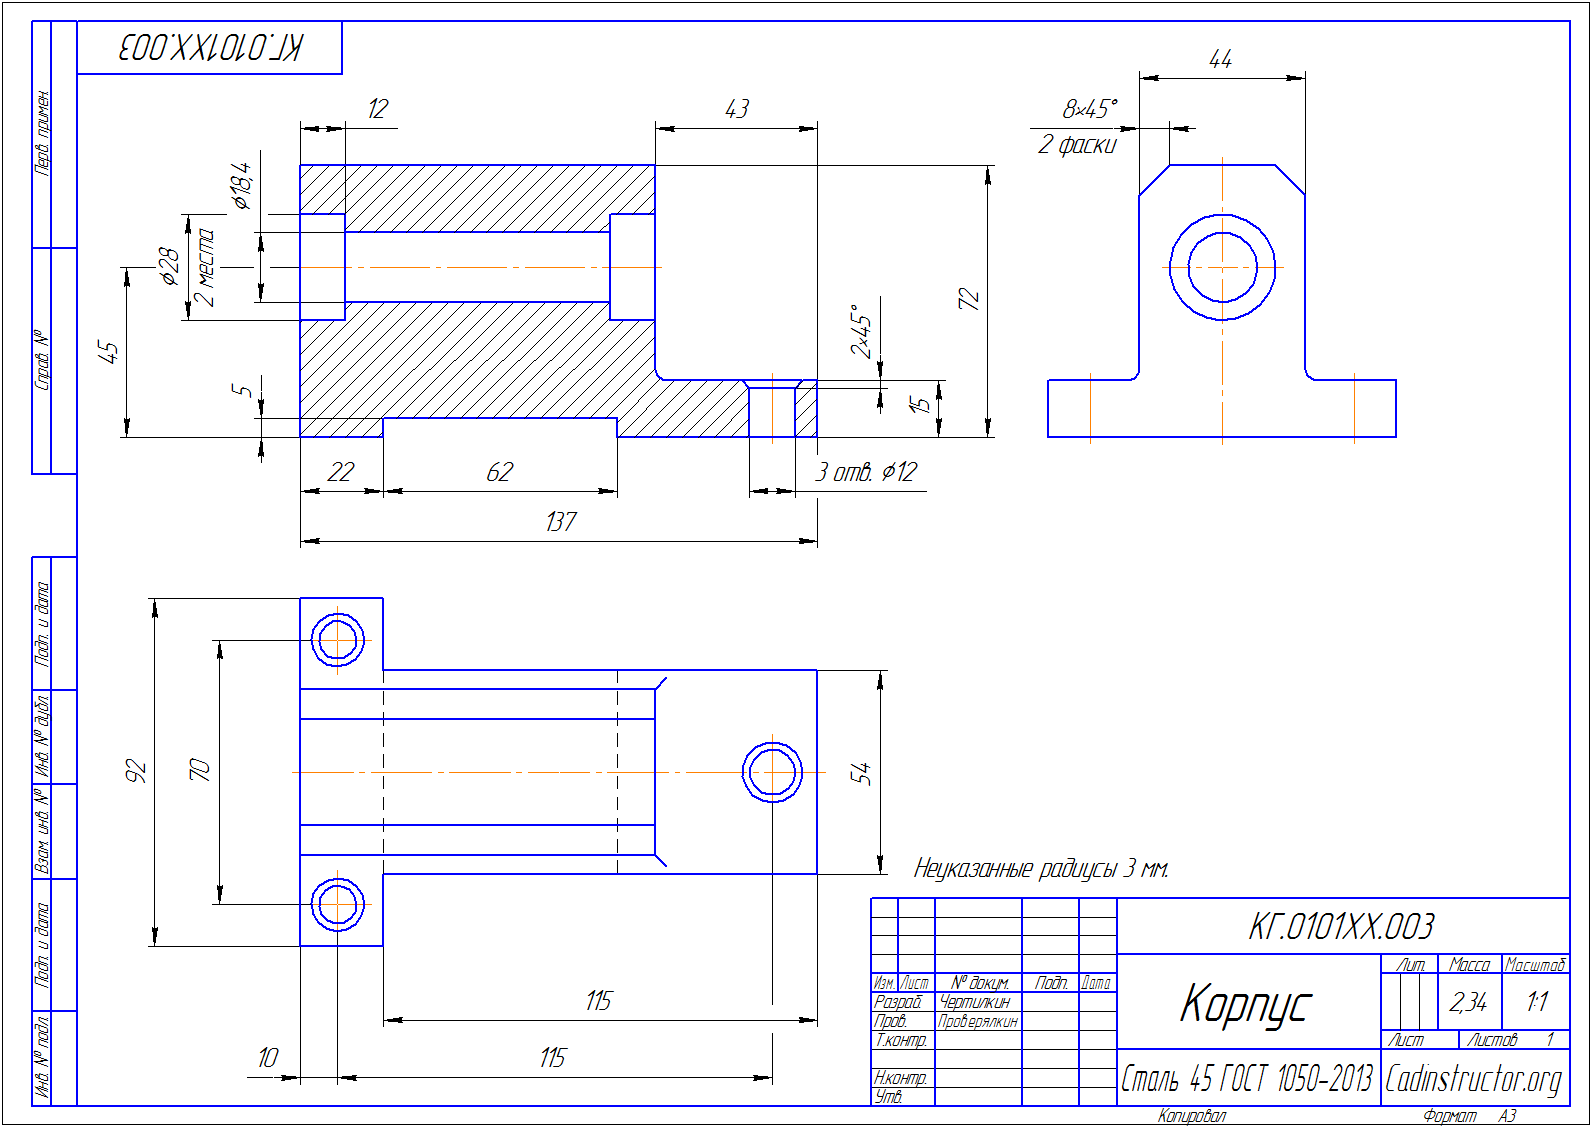 КГ.0101ХХ.003
Перв. примен.
Справ. №
Подп. и дата
Инв. № дубл.
Взам. инв. №
Подп. и дата
Инв. № подл.
12
43
ϕ18,4
ϕ28
2 места
45
5
2×45°
15
72
22
62
3 отв. ϕ12
137
44
8×45°
2 фаски
92
70
54
115
10
115
Неуказанные радиусы 3 мм.
КГ.0101ХХ.003
Изм. Лист № докум. Подп. Дата
Разраб. Чертилкин
Пров. Проверялкин
Т.контр.
Н.контр.
Утв.
Корпус
Лит. Масса Масштаб
2,34 1:1
Лист Листов 1
Сталь 45 ГОСТ 1050-2013
Cadinstructor.org
Копировал Формат А3